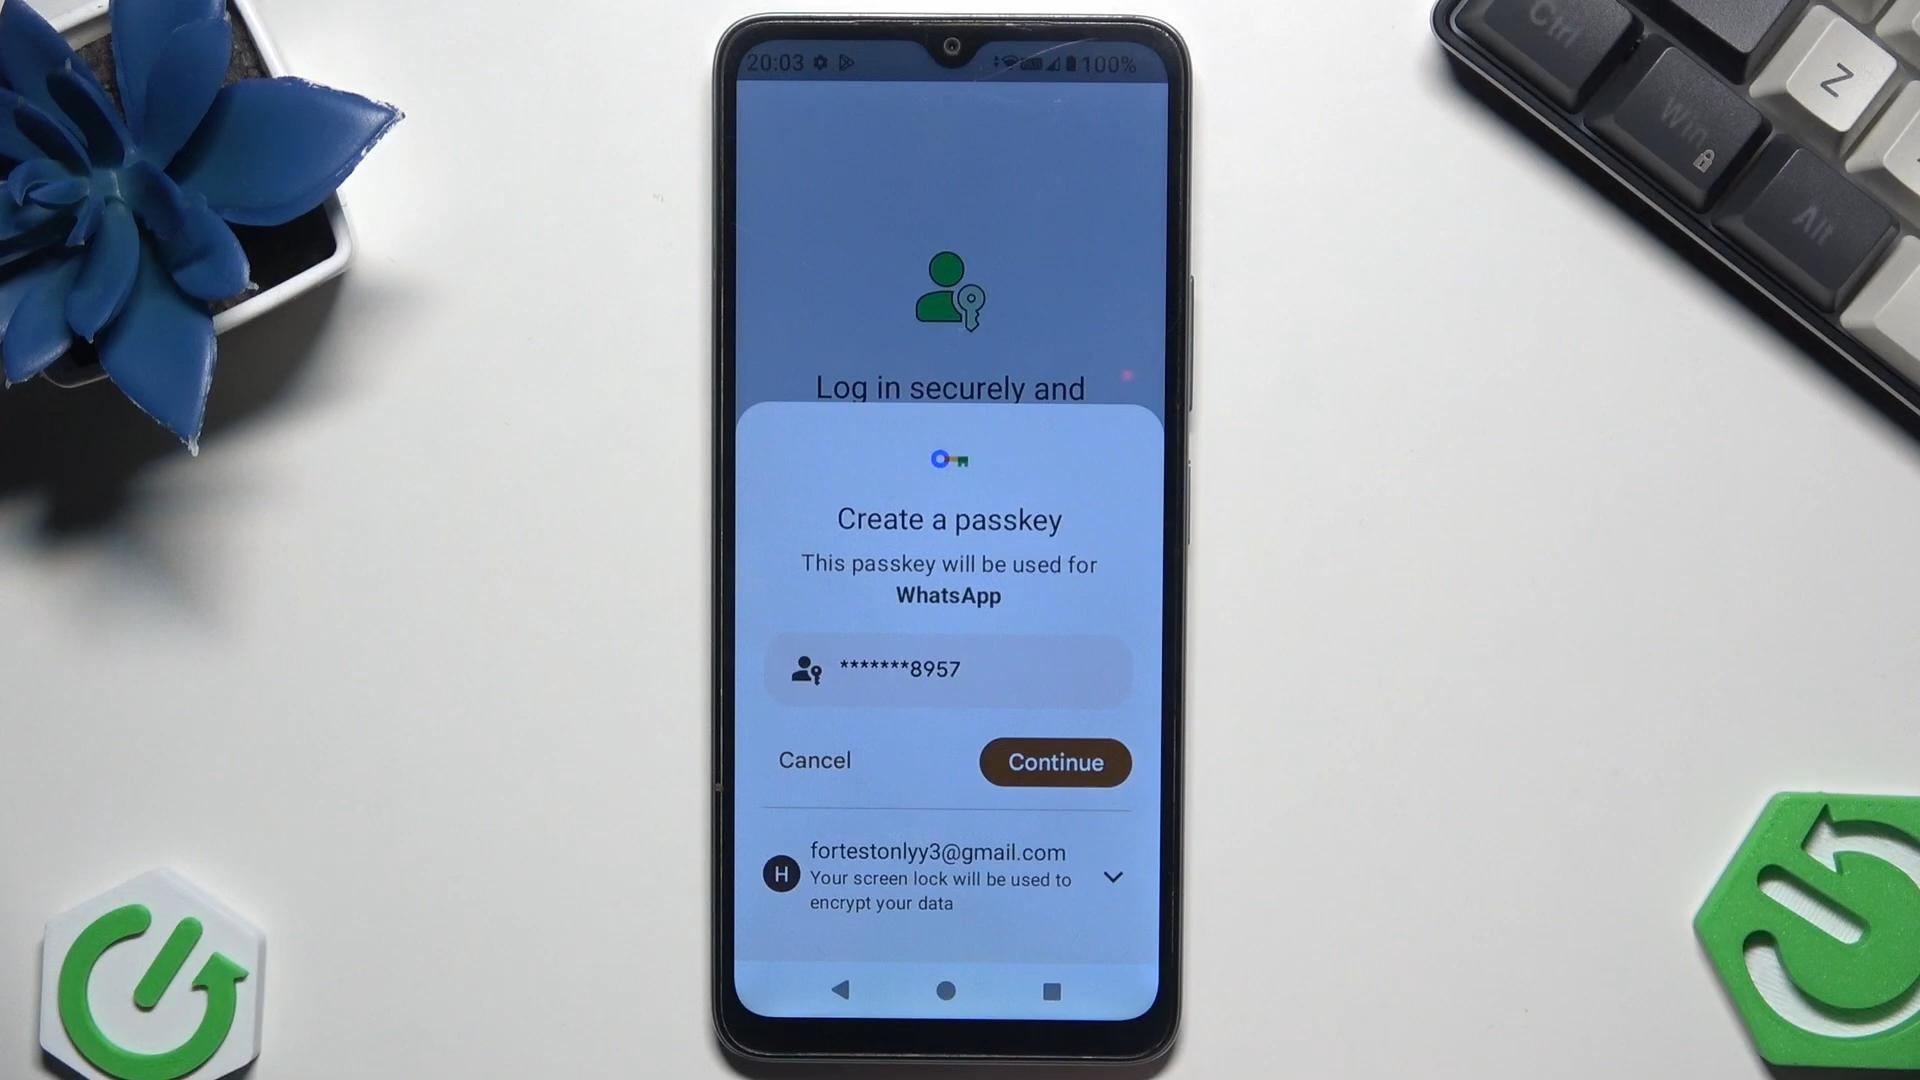 20:03
100%
Log in securely and
Create a passkey
This passkey will be used for
WhatsApp
*******8957
Cancel
Continue
fortestonlyy3@gmail.com
H
Your screen lock will be used to
encrypt your data
Ctrl
Win
Alt
Z